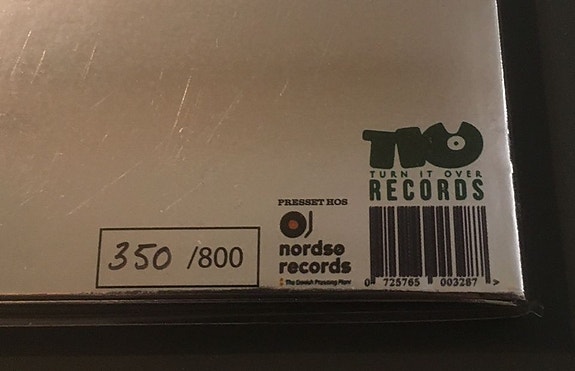 TIO
TURN IT OVER
RECORDS
PRESSET HOS
nordsø
records
The Danish Pressing Plant
350 /800
0 725765 003287 >